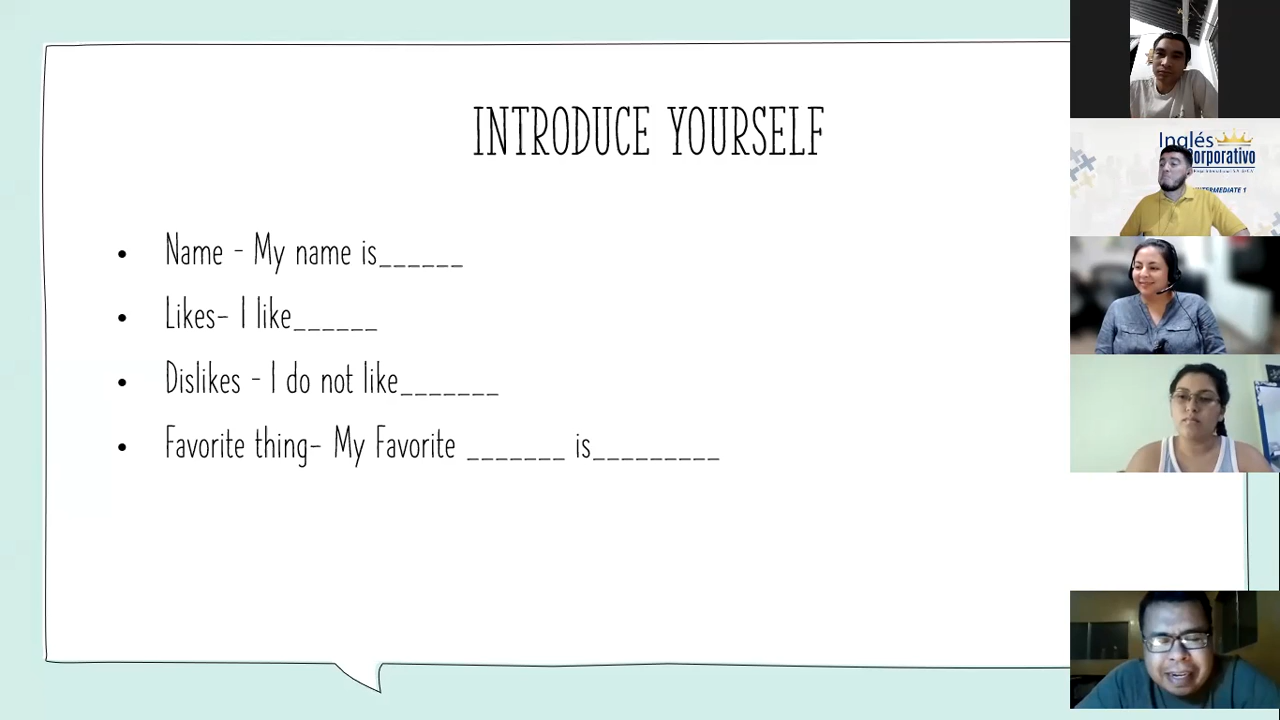 INTRODUCE YOURSELF
• Name - My name is______
• Likes- I like______
• Dislikes - I do not like_______
• Favorite thing- My Favorite _______ is_________
Inglés
Corporativo
INTERMEDIATE 1